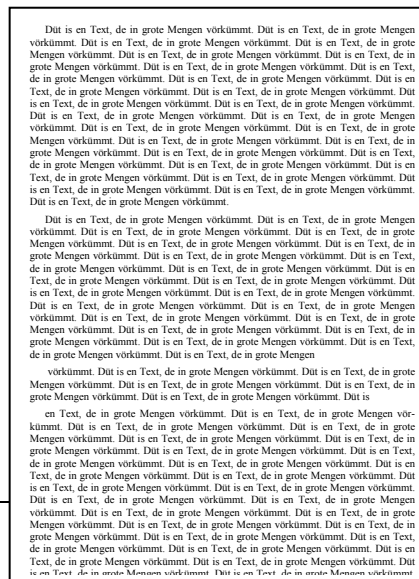 Düt is en Text, de in grote Mengen vörkümmt. Düt is en Text, de in grote Mengen
vörkümmt. Düt is en Text, de in grote Mengen vörkümmt. Düt is en Text, de in grote
Mengen vörkümmt. Düt is en Text, de in grote Mengen vörkümmt. Düt is en Text, de in
grote Mengen vörkümmt. Düt is en Text, de in grote Mengen vörkümmt. Düt is en Text,
de in grote Mengen vörkümmt. Düt is en Text, de in grote Mengen vörkümmt. Düt is en
Text, de in grote Mengen vörkümmt. Düt is en Text, de in grote Mengen vörkümmt. Düt
is en Text, de in grote Mengen vörkümmt. Düt is en Text, de in grote Mengen vörkümmt.
Düt is en Text, de in grote Mengen vörkümmt. Düt is en Text, de in grote Mengen
vörkümmt. Düt is en Text, de in grote Mengen vörkümmt. Düt is en Text, de in grote
Mengen vörkümmt. Düt is en Text, de in grote Mengen vörkümmt. Düt is en Text, de in
grote Mengen vörkümmt. Düt is en Text, de in grote Mengen vörkümmt. Düt is en Text,
de in grote Mengen vörkümmt. Düt is en Text, de in grote Mengen vörkümmt. Düt is en
Text, de in grote Mengen vörkümmt. Düt is en Text, de in grote Mengen vörkümmt. Düt
is en Text, de in grote Mengen vörkümmt. Düt is en Text, de in grote Mengen vörkümmt.
Düt is en Text, de in grote Mengen vörkümmt.
Düt is en Text, de in grote Mengen vörkümmt. Düt is en Text, de in grote Mengen
vörkümmt. Düt is en Text, de in grote Mengen vörkümmt. Düt is en Text, de in grote
Mengen vörkümmt. Düt is en Text, de in grote Mengen vörkümmt. Düt is en Text, de in
grote Mengen vörkümmt. Düt is en Text, de in grote Mengen vörkümmt. Düt is en Text,
de in grote Mengen vörkümmt. Düt is en Text, de in grote Mengen vörkümmt. Düt is en
Text, de in grote Mengen vörkümmt. Düt is en Text, de in grote Mengen vörkümmt. Düt
is en Text, de in grote Mengen vörkümmt. Düt is en Text, de in grote Mengen vörkümmt.
Düt is en Text, de in grote Mengen vörkümmt. Düt is en Text, de in grote Mengen
vörkümmt. Düt is en Text, de in grote Mengen vörkümmt. Düt is en Text, de in grote
Mengen vörkümmt. Düt is en Text, de in grote Mengen vörkümmt. Düt is en Text, de in
grote Mengen vörkümmt. Düt is en Text, de in grote Mengen vörkümmt. Düt is en Text,
de in grote Mengen vörkümmt. Düt is en Text, de in grote Mengen
vörkümmt. Düt is en Text, de in grote Mengen vörkümmt. Düt is en Text, de in grote
Mengen vörkümmt. Düt is en Text, de in grote Mengen vörkümmt. Düt is en Text, de in
grote Mengen vörkümmt. Düt is en Text, de in grote Mengen vörkümmt. Düt is
en Text, de in grote Mengen vörkümmt. Düt is en Text, de in grote Mengen vör-
kümmt. Düt is en Text, de in grote Mengen vörkümmt. Düt is en Text, de in grote
Mengen vörkümmt. Düt is en Text, de in grote Mengen vörkümmt. Düt is en Text, de in
grote Mengen vörkümmt. Düt is en Text, de in grote Mengen vörkümmt. Düt is en Text,
de in grote Mengen vörkümmt. Düt is en Text, de in grote Mengen vörkümmt. Düt is en
Text, de in grote Mengen vörkümmt. Düt is en Text, de in grote Mengen vörkümmt. Düt
is en Text, de in grote Mengen vörkümmt. Düt is en Text, de in grote Mengen vörkümmt.
Düt is en Text, de in grote Mengen vörkümmt. Düt is en Text, de in grote Mengen
vörkümmt. Düt is en Text, de in grote Mengen vörkümmt. Düt is en Text, de in grote
Mengen vörkümmt. Düt is en Text, de in grote Mengen vörkümmt. Düt is en Text, de in
grote Mengen vörkümmt. Düt is en Text, de in grote Mengen vörkümmt. Düt is en Text,
de in grote Mengen vörkümmt. Düt is en Text, de in grote Mengen vörkümmt. Düt is en
Text, de in grote Mengen vörkümmt. Düt is en Text, de in grote Mengen vörkümmt. Düt
is en Text, de in grote Mengen vörkümmt. Düt is en Text, de in grote Mengen vörkümmt.